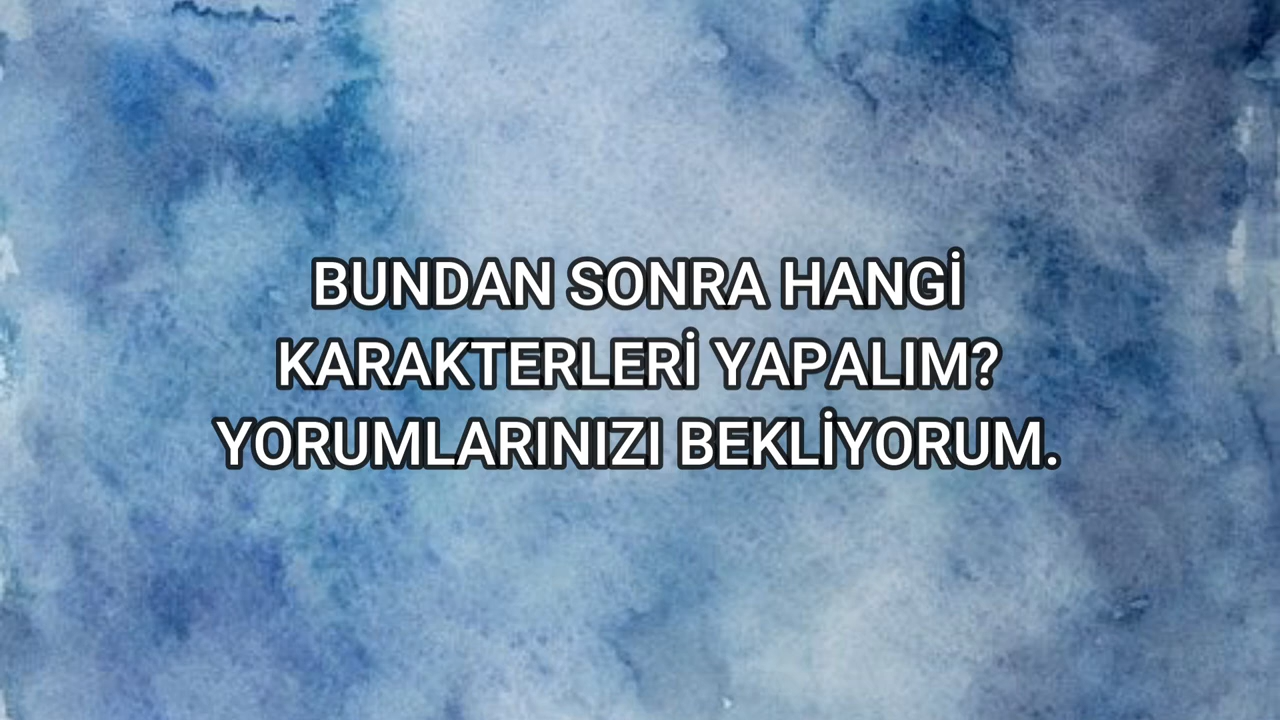 BUNDAN SONRA HANGİ
KARAKTERLERİ YAPALIM?
YORUMLARINIZI BEKLİYORUM.